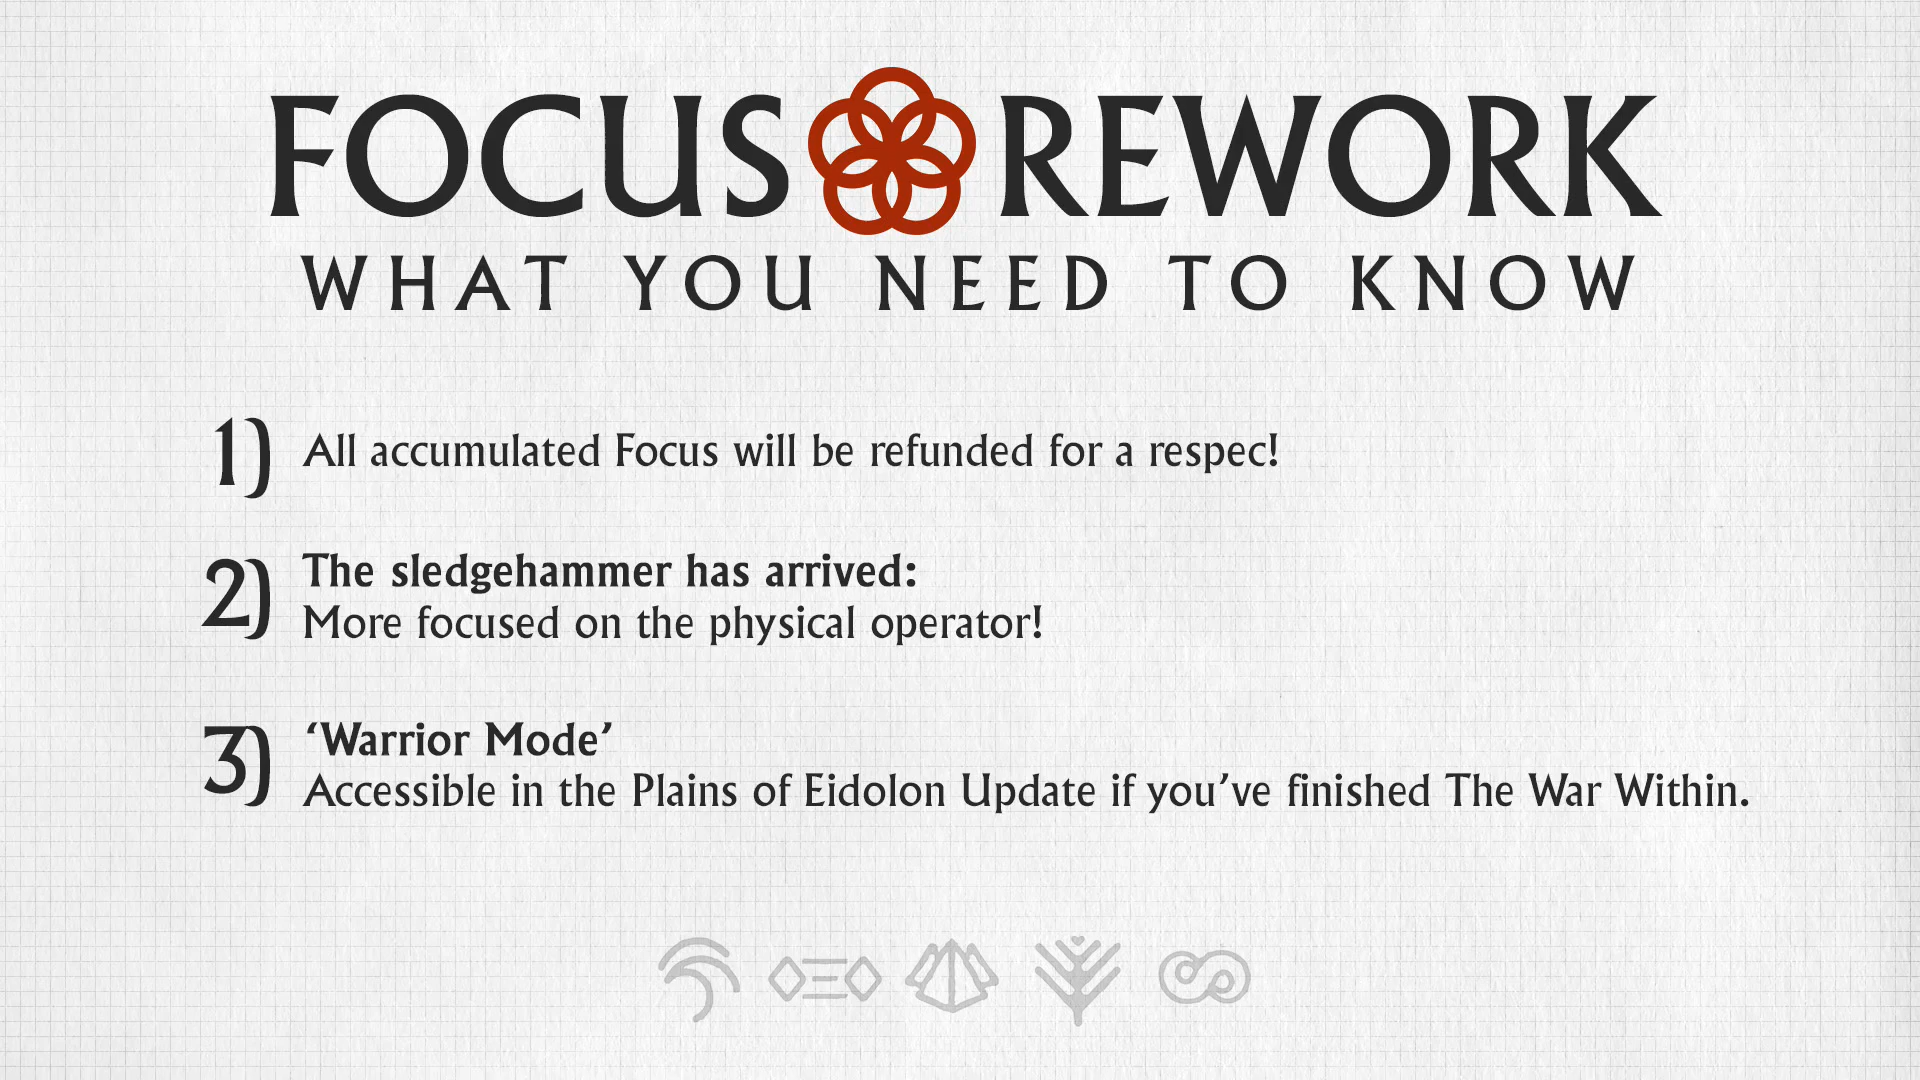 FOCUS REWORK
WHAT YOU NEED TO KNOW
1) All accumulated Focus will be refunded for a respec!
2) The sledgehammer has arrived:
More focused on the physical operator!
3) ‘Warrior Mode’
Accessible in the Plains of Eidolon Update if you’ve finished The War Within.